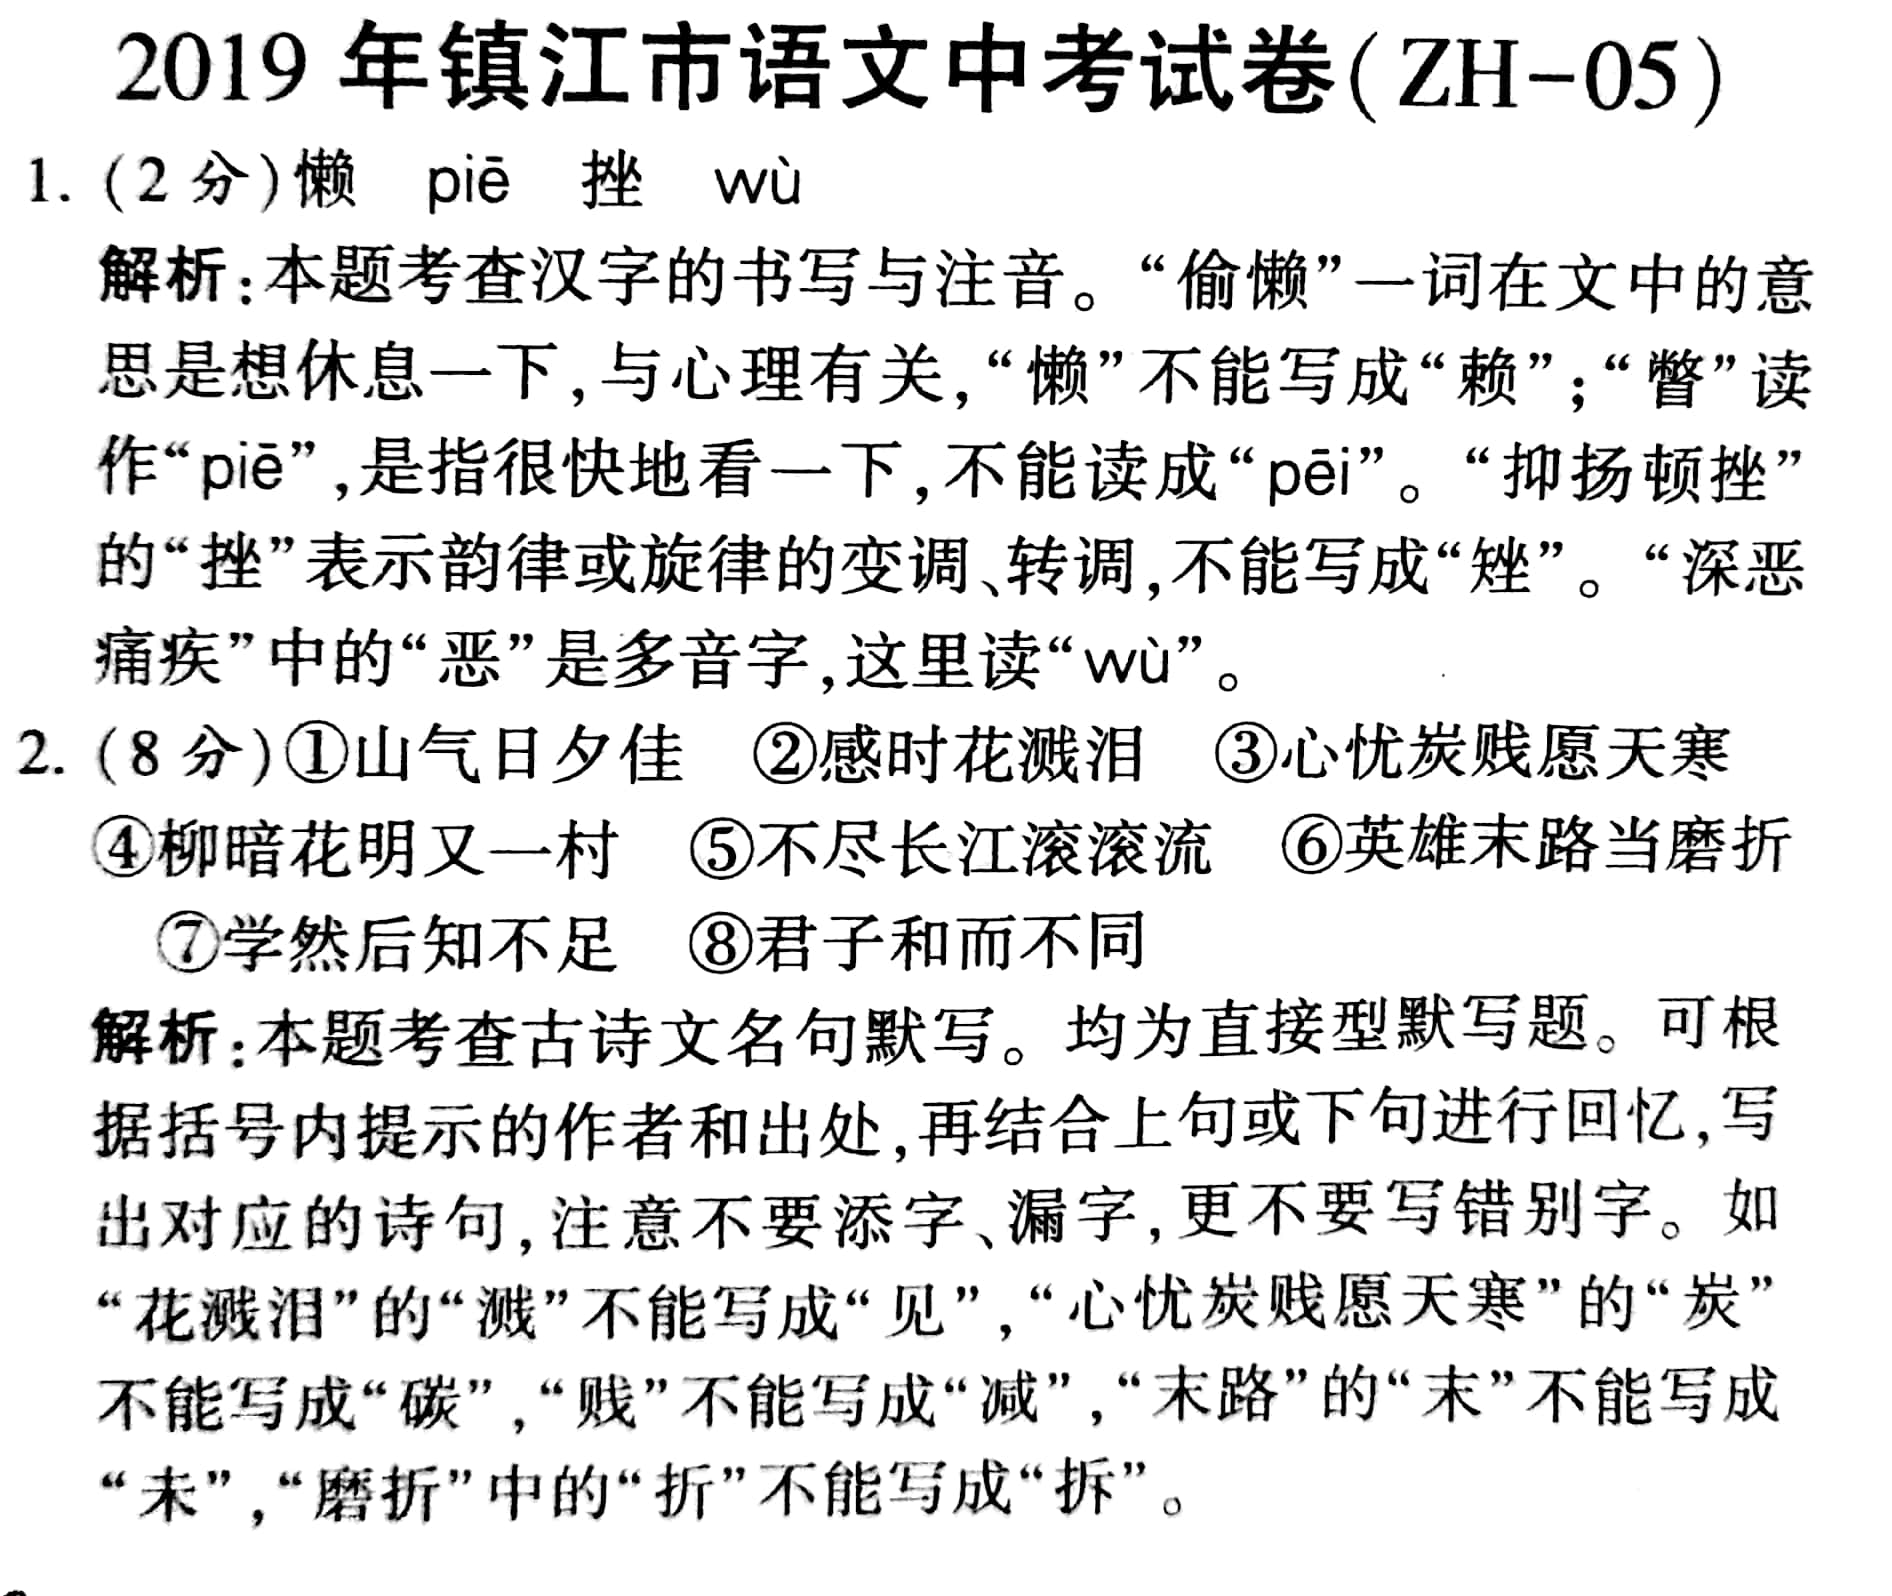 2019 年镇江市语文中考试卷(ZH-05)
1. (2 分)懒 piē 挫 wù
解析:本题考查汉字的书写与注音。“偷懒”一词在文中的意
思是想休息一下,与心理有关,“懒”不能写成“赖”;“瞥”读
作“piē”,是指很快地看一下,不能读成“pēi”。“抑扬顿挫”
的“挫”表示韵律或旋律的变调、转调,不能写成“矬”。“深恶
痛疾”中的“恶”是多音字,这里读“wù”。
2. (8 分)①山气日夕佳 ②感时花溅泪 ③心忧炭贱愿天寒
④柳暗花明又一村 ⑤不尽长江滚滚流 ⑥英雄末路当磨折
⑦学然后知不足 ⑧君子和而不同
解析:本题考查古诗文名句默写。均为直接型默写题。可根
据括号内提示的作者和出处,再结合上句或下句进行回忆,写
出对应的诗句,注意不要添字、漏字,更不要写错别字。如
“花溅泪”的“溅”不能写成“见”,“心忧炭贱愿天寒”的“炭”
不能写成“碳”,“贱”不能写成“减”,“末路”的“末”不能写成
“未”,“磨折”中的“折”不能写成“拆”。